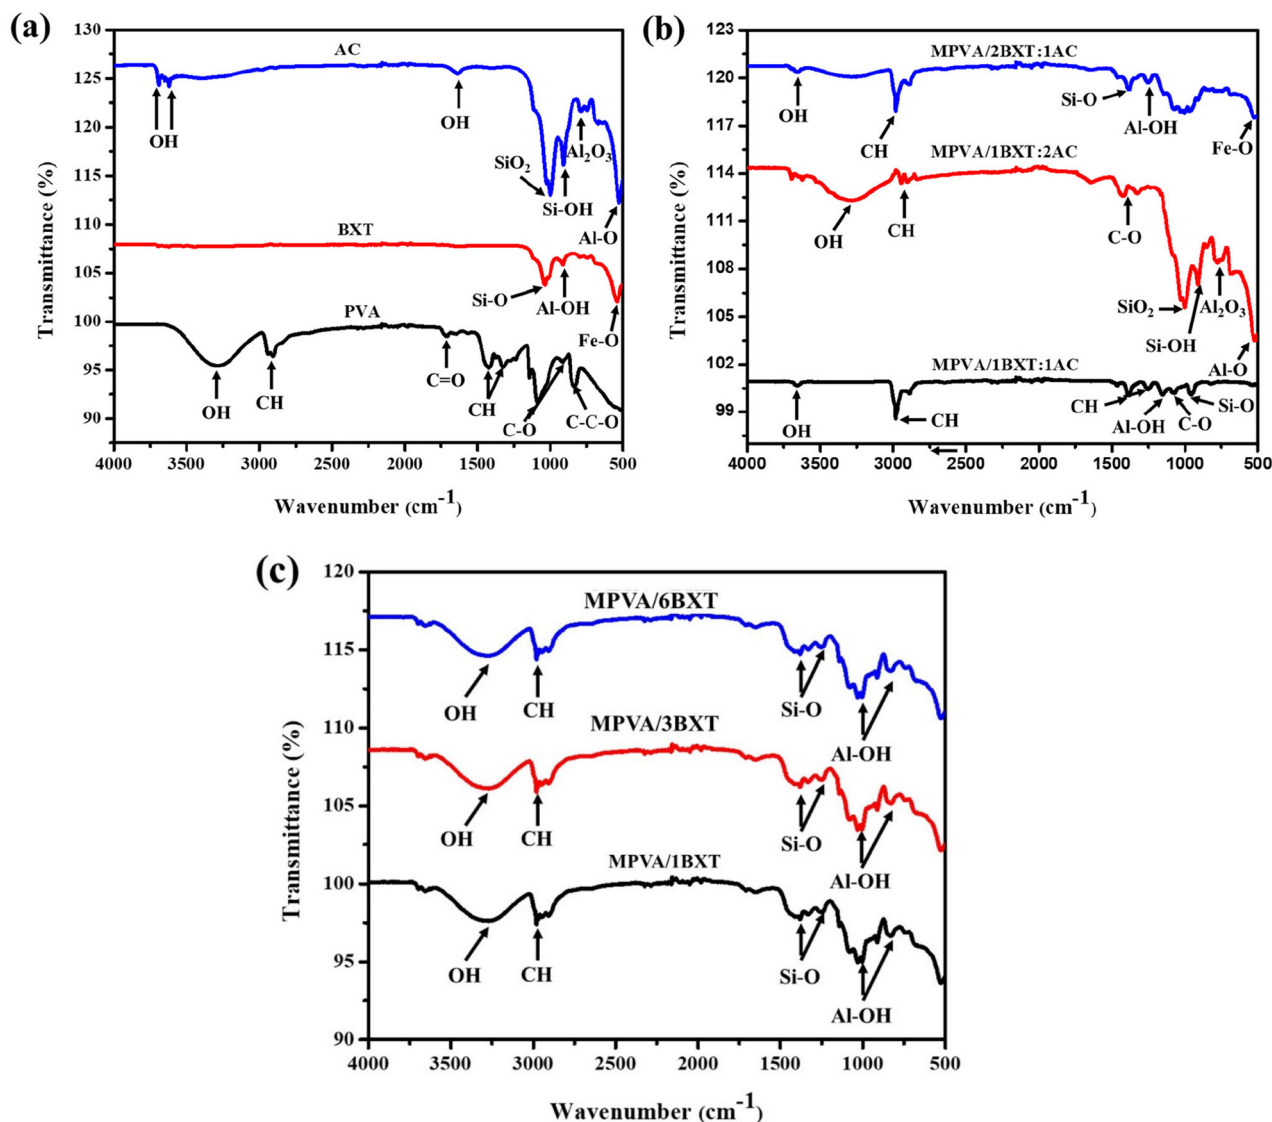 (a)
130
125
120
115
110
105
100
95
90
Transmittance (%)
AC
OH
OH
SiO2
Si-OH
Al2O3
Al-O
BXT
Si-O
Al-OH
Fe-O
PVA
OH
CH
C=O
CH
C-O
C-C-O
4000 3500 3000 2500 2000 1500 1000 500
Wavenumber (cm-1)
(b)
123
120
117
114
111
108
105
102
99
Transmittance (%)
MPVA/2BXT:1AC
OH
CH
Si-O
Al-OH
Fe-O
MPVA/1BXT:2AC
OH
CH
C-O
SiO2
Si-OH
Al2O3
Al-O
MPVA/1BXT:1AC
OH
CH
CH
Al-OH
C-O
Si-O
4000 3500 3000 2500 2000 1500 1000 500
Wavenumber (cm-1)
(c)
120
115
110
105
100
95
90
Transmittance (%)
MPVA/6BXT
OH
CH
Si-O
Al-OH
MPVA/3BXT
OH
CH
Si-O
Al-OH
MPVA/1BXT
OH
CH
Si-O
Al-OH
4000 3500 3000 2500 2000 1500 1000 500
Wavenumber (cm-1)